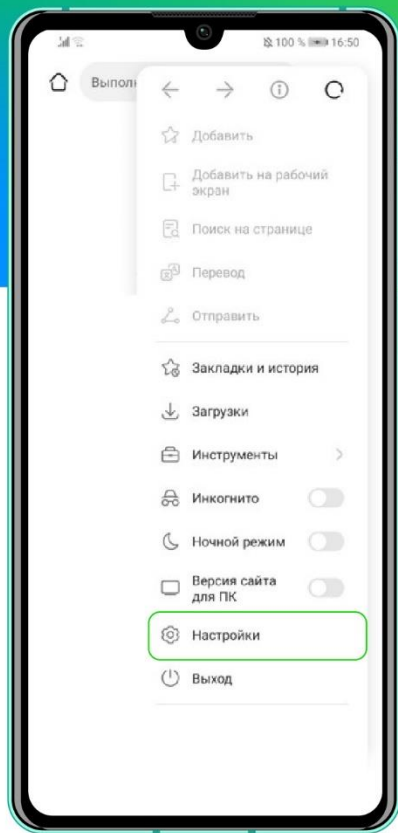 100 % 16:50
Выполн
Добавить
Добавить на рабочий
экран
Поиск на странице
Перевод
Отправить
Закладки и история
Загрузки
Инструменты
Инкогнито
Ночной режим
Версия сайта
для ПК
Настройки
Выход